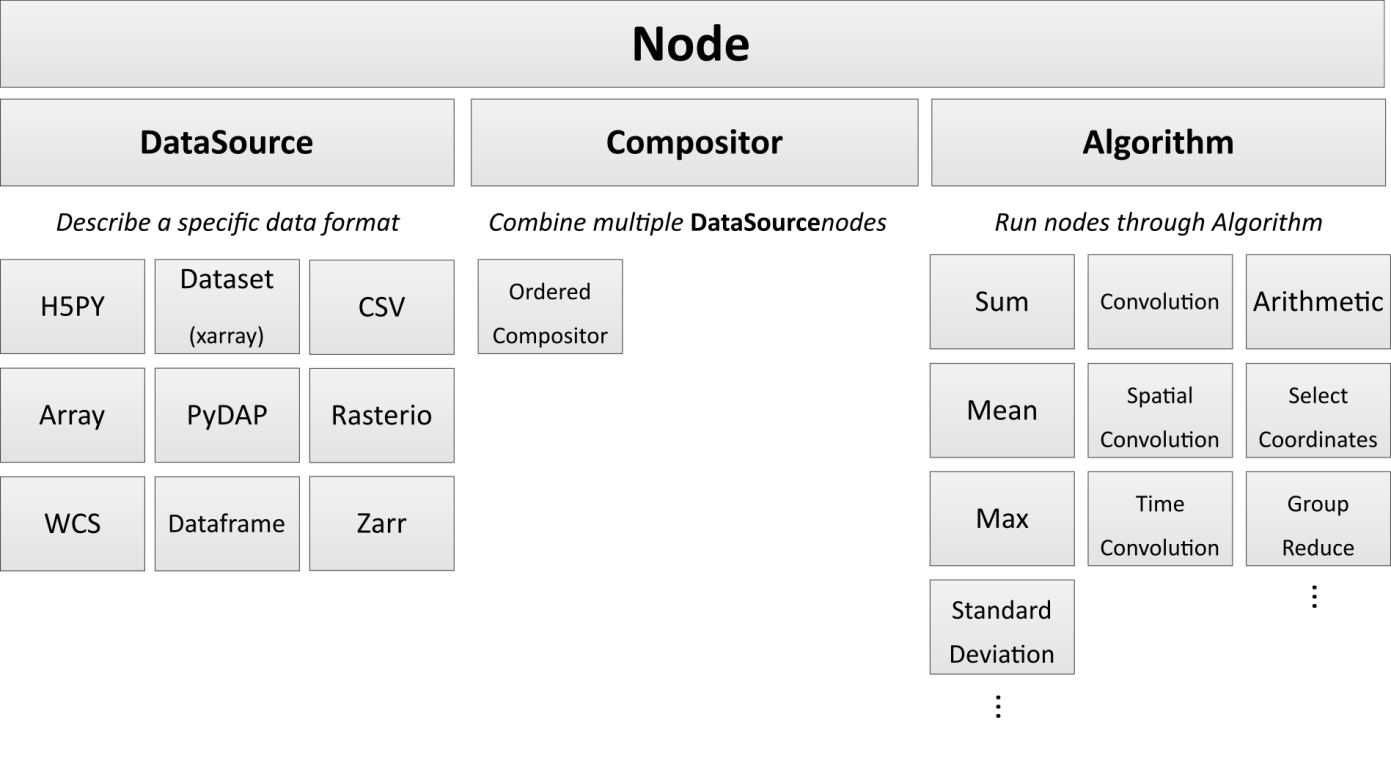 Node
DataSource
Compositor
Algorithm
Describe a specific data format
Combine multiple DataSourcenodes
Run nodes through Algorithm
H5PY
Dataset
(xarray)
CSV
Array
PyDAP
Rasterio
WCS
Dataframe
Zarr
Ordered
Compositor
Sum
Convolution
Arithmetic
Mean
Spatial
Convolution
Select
Coordinates
Max
Time
Convolution
Group
Reduce
⋮
Standard
Deviation
⋮